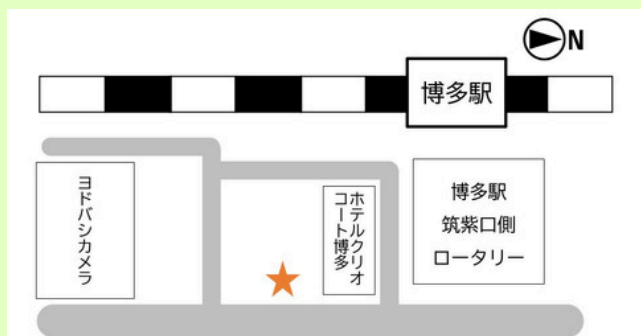 N
博多駅
ヨドバシカメラ
ホテルクリオ
コート博多
博多駅
筑紫口側
ロータリー